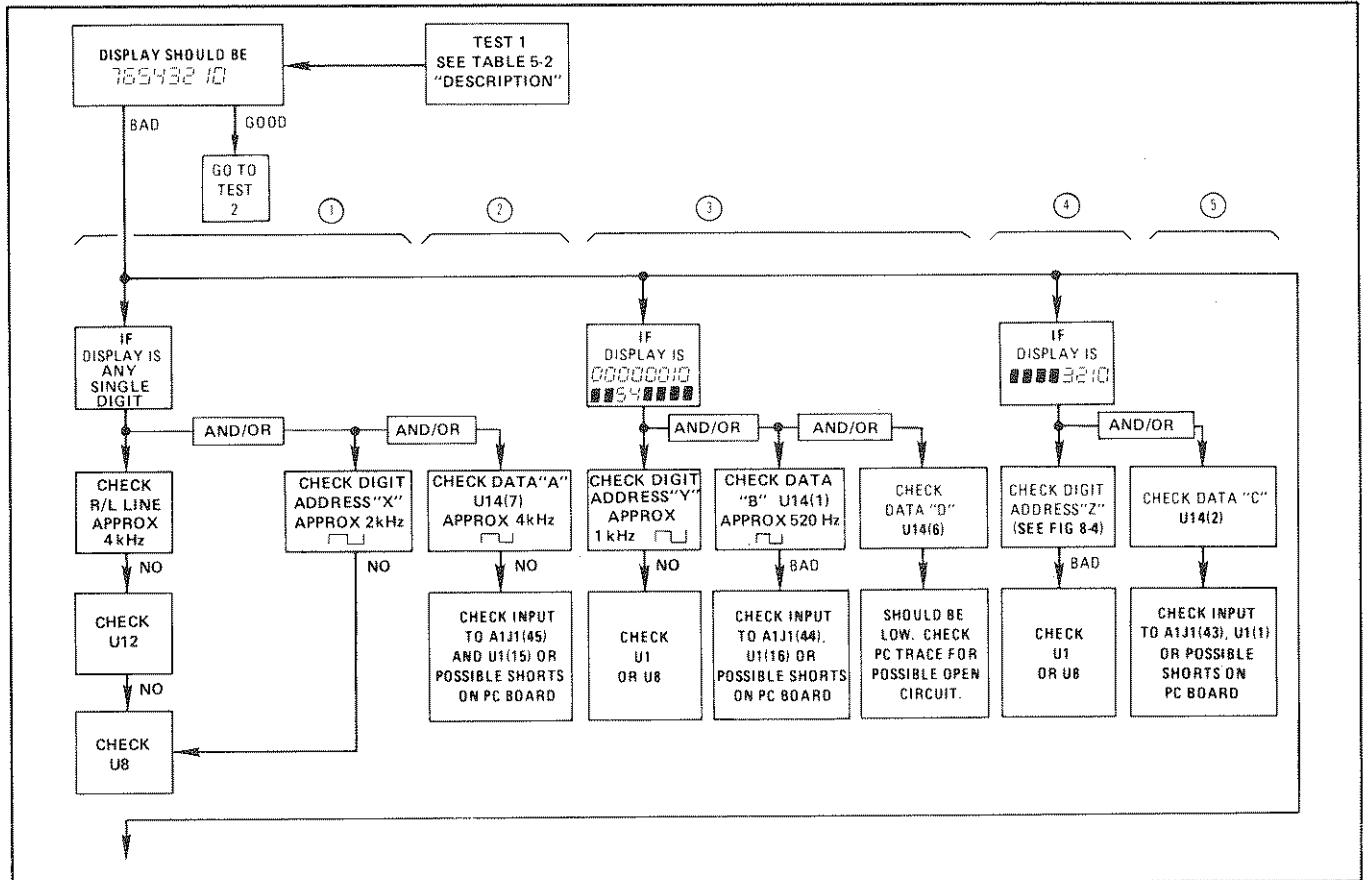 DISPLAY SHOULD BE
76543210
TEST 1
SEE TABLE 5-2
"DESCRIPTION"
BAD
GOOD
GO TO
TEST
2
1
2
3
4
5
IF
DISPLAY IS
ANY
SINGLE
DIGIT
IF
DISPLAY IS
00000010
54
IF
DISPLAY IS
3210
AND/OR
AND/OR
AND/OR
AND/OR
AND/OR
CHECK
R/L LINE
APPROX
4kHz
CHECK DIGIT
ADDRESS"X"
APPROX 2kHz
CHECK DATA"A"
U14(7)
APPROX 4kHz
CHECK DIGIT
ADDRESS"Y"
APPROX
1kHz
CHECK DATA
"B" U14(1)
APPROX 520 Hz
CHECK
DATA "D"
U14(6)
CHECK DIGIT
ADDRESS"Z"
(SEE FIG 8-4)
CHECK DATA "C"
U14(2)
NO
NO
NO
NO
BAD
BAD
CHECK
U12
CHECK INPUT
TO A1J1(45)
AND U1(15) OR
POSSIBLE SHORTS
ON PC BOARD
CHECK
U1
OR U8
CHECK INPUT
TO A1J1(44),
U1(16) OR
POSSIBLE SHORTS
ON PC BOARD
SHOULD BE
LOW. CHECK
PC TRACE FOR
POSSIBLE OPEN
CIRCUIT.
CHECK
U1
OR U8
CHECK INPUT
TO A1J1(43), U1(1)
OR POSSIBLE
SHORTS ON
PC BOARD
NO
CHECK
U8